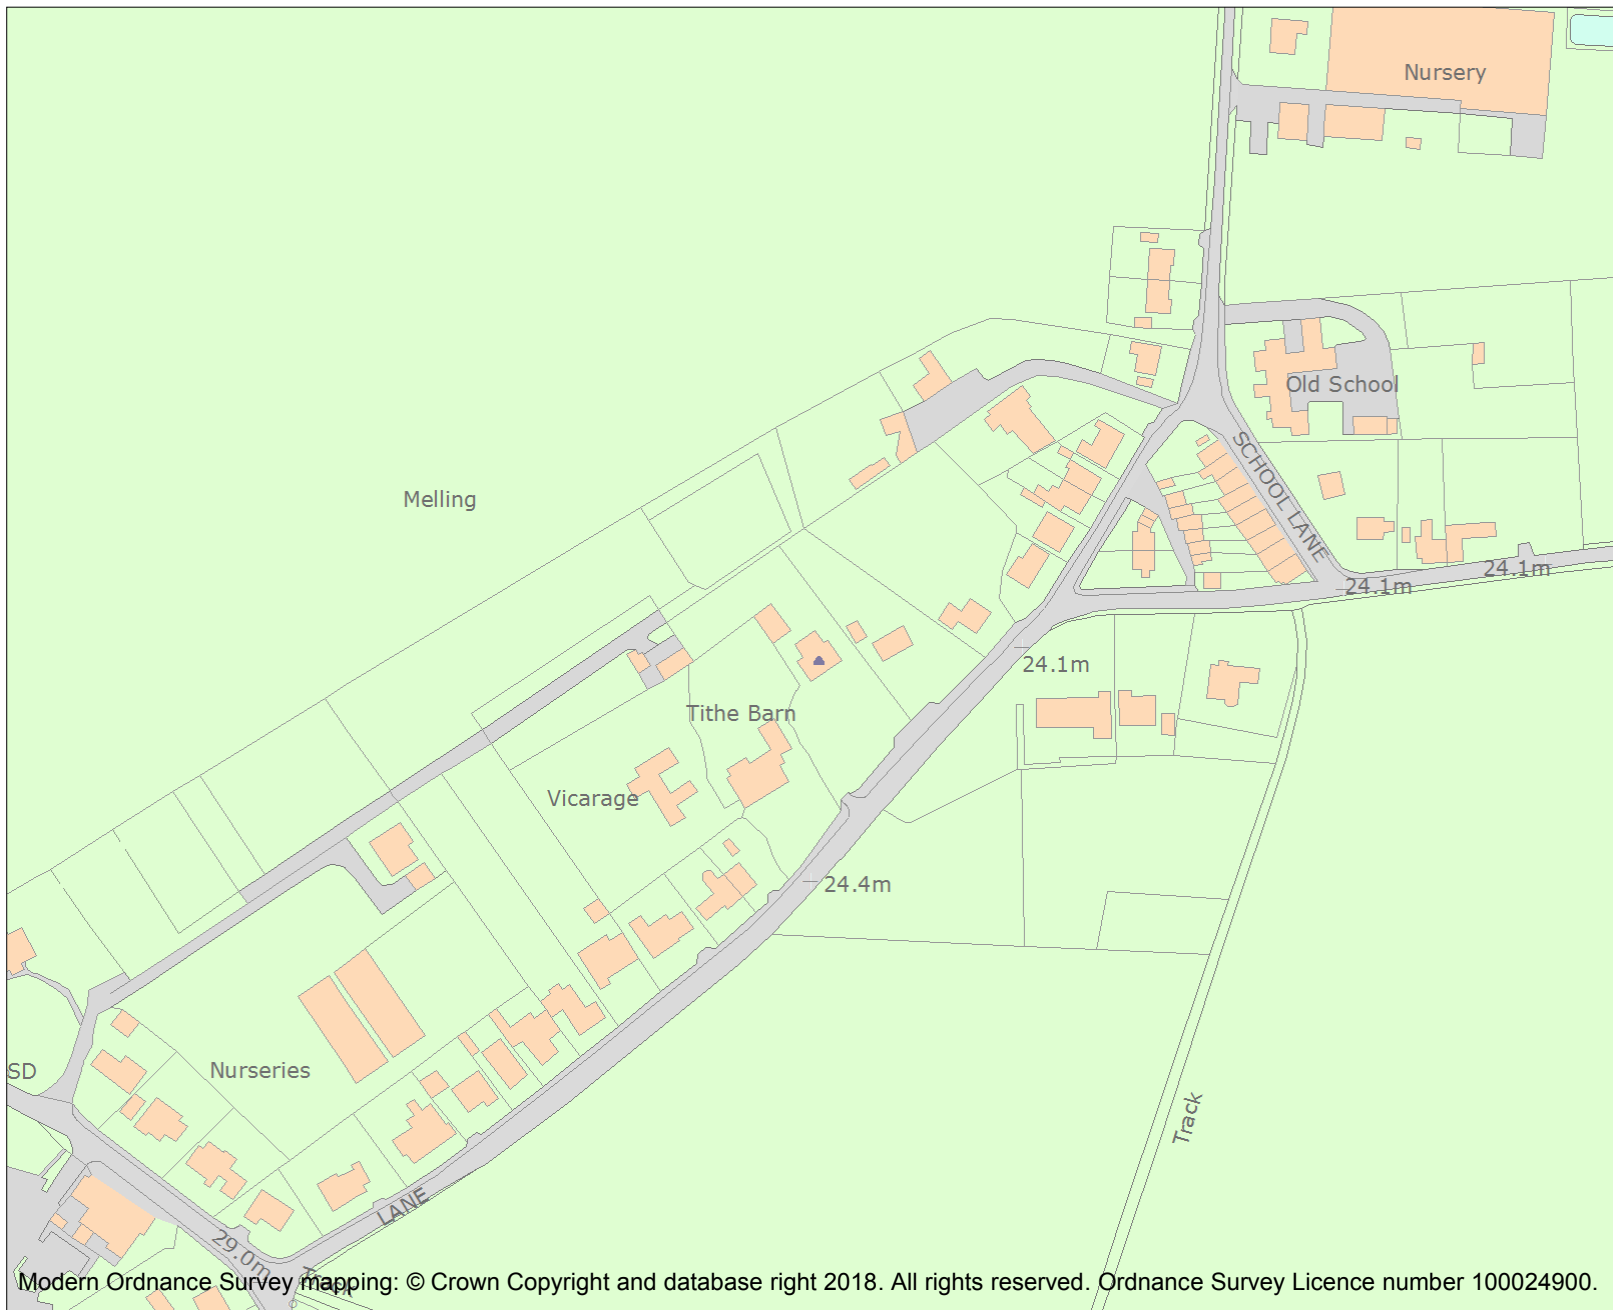 Nursery
Old School
Melling
SCHOOL LANE
24.1m
24.1m
24.1m
Tithe Barn
Vicarage
24.4m
Nurseries
SD
Track
LANE
29.0m
Track
Modern Ordnance Survey mapping: © Crown Copyright and database right 2018. All rights reserved. Ordnance Survey Licence number 100024900.